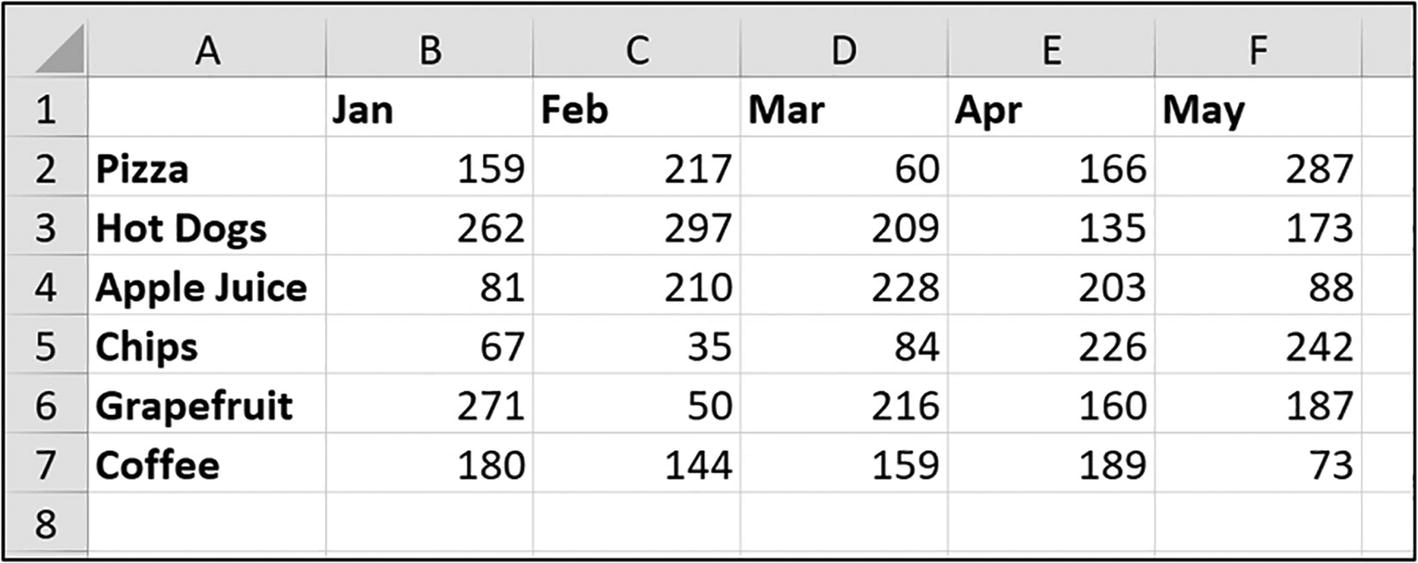 A B C D E F
1 Jan Feb Mar Apr May
2 Pizza 159 217 60 166 287
3 Hot Dogs 262 297 209 135 173
4 Apple Juice 81 210 228 203 88
5 Chips 67 35 84 226 242
6 Grapefruit 271 50 216 160 187
7 Coffee 180 144 159 189 73
8